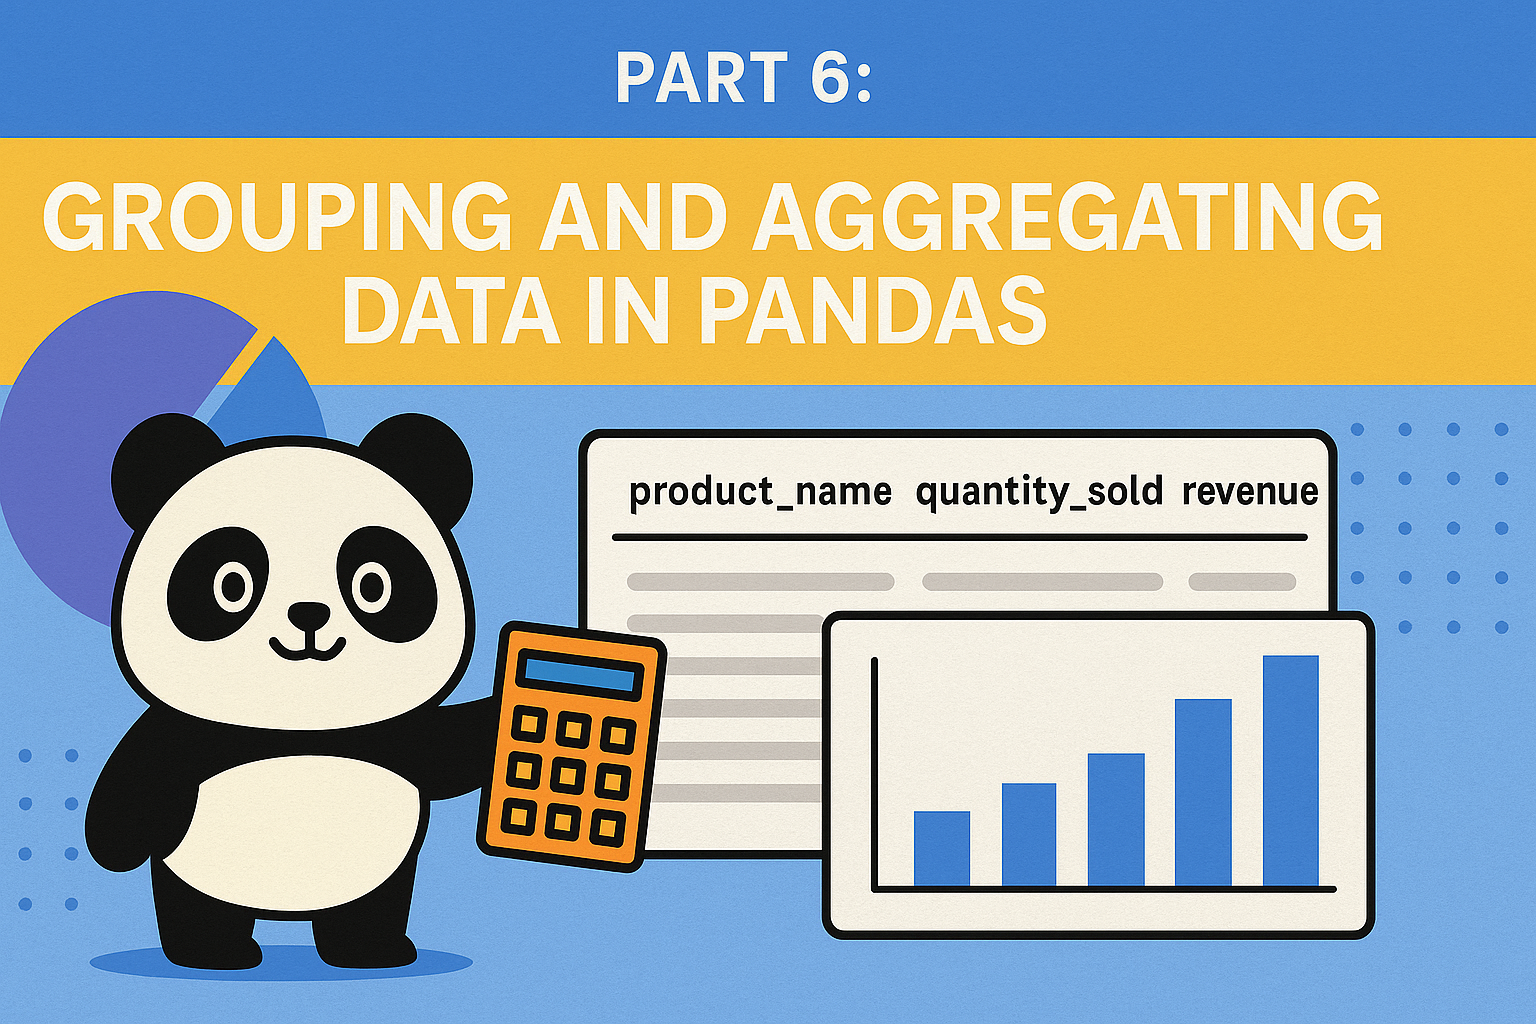 PART 6:
GROUPING AND AGGREGATING
DATA IN PANDAS
product_name quantity_sold revenue